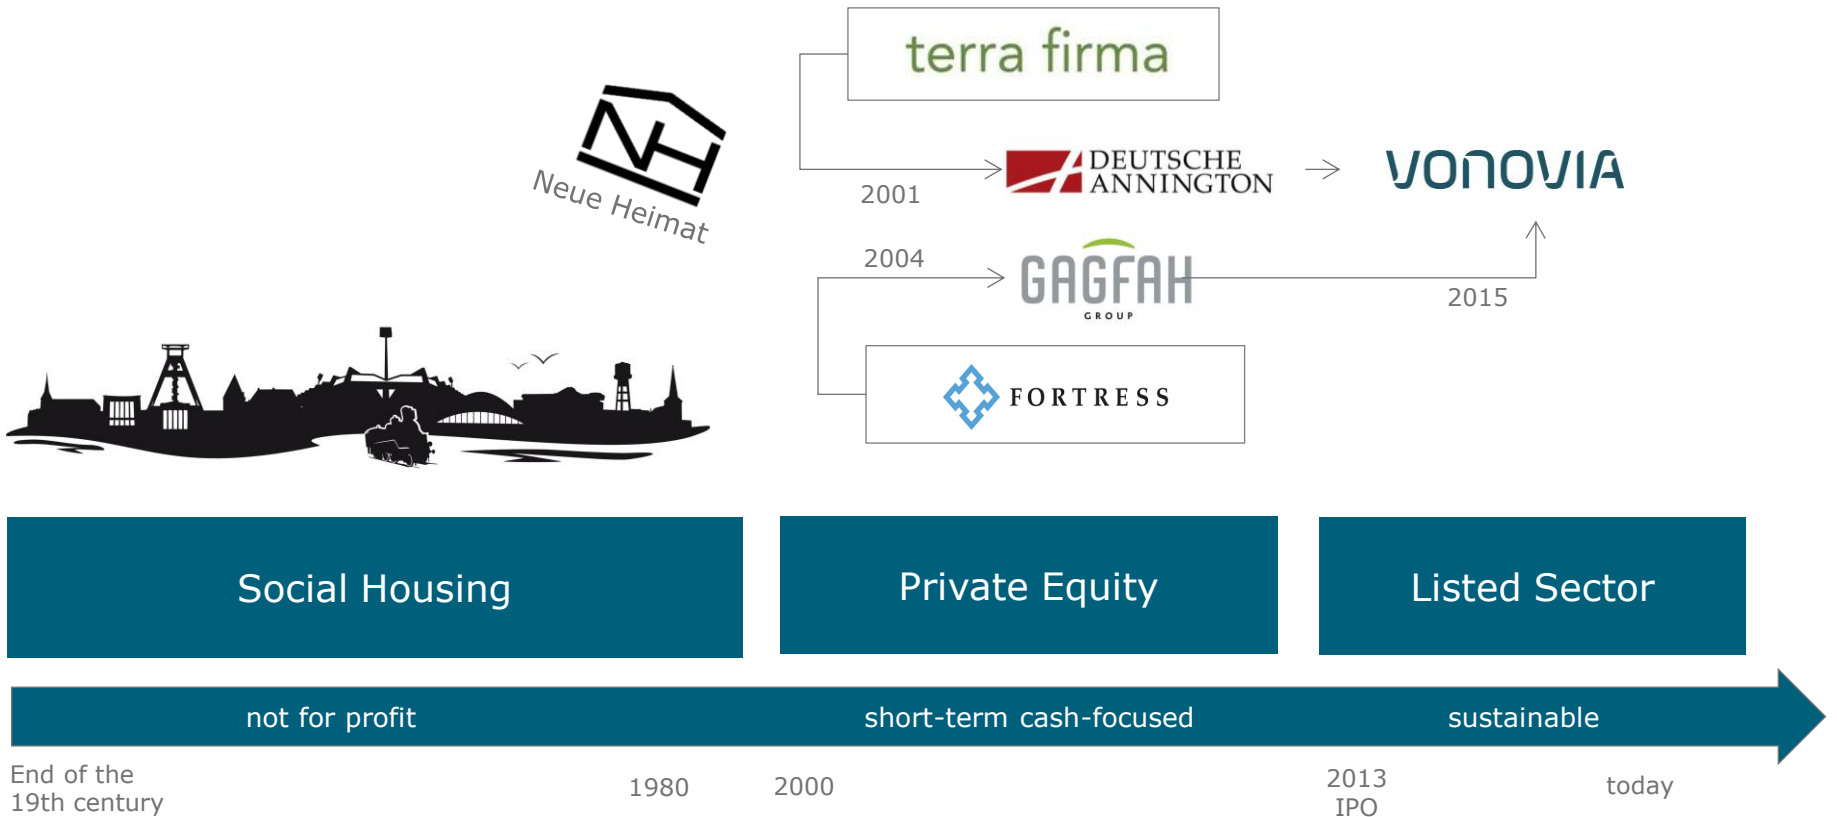 terra firma
NH
Neue Heimat
2001
DEUTSCHE
ANNINGTON
VONOVIA
2004
GAGFAH
GROUP
2015
FORTRESS
Social Housing
Private Equity
Listed Sector
not for profit
short-term cash-focused
sustainable
End of the
19th century
1980
2000
2013
IPO
today